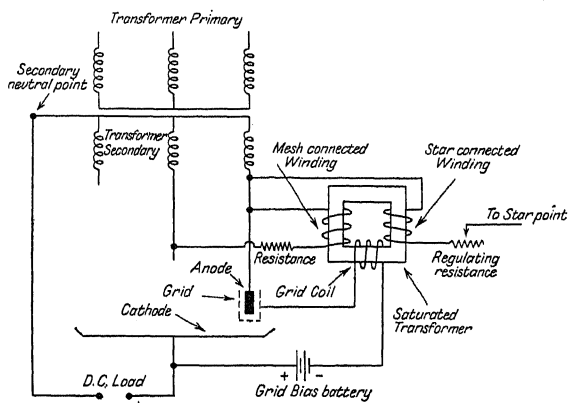 Transformer Primary
Secondary
neutral point
Transformer
Secondary
Mesh connected
Winding
Star connected
Winding
To Star point
Resistance
Regulating
resistance
Anode
Grid
Cathode
Grid Coil
Saturated
Transformer
D.C, Load
+ -
Grid Bias battery